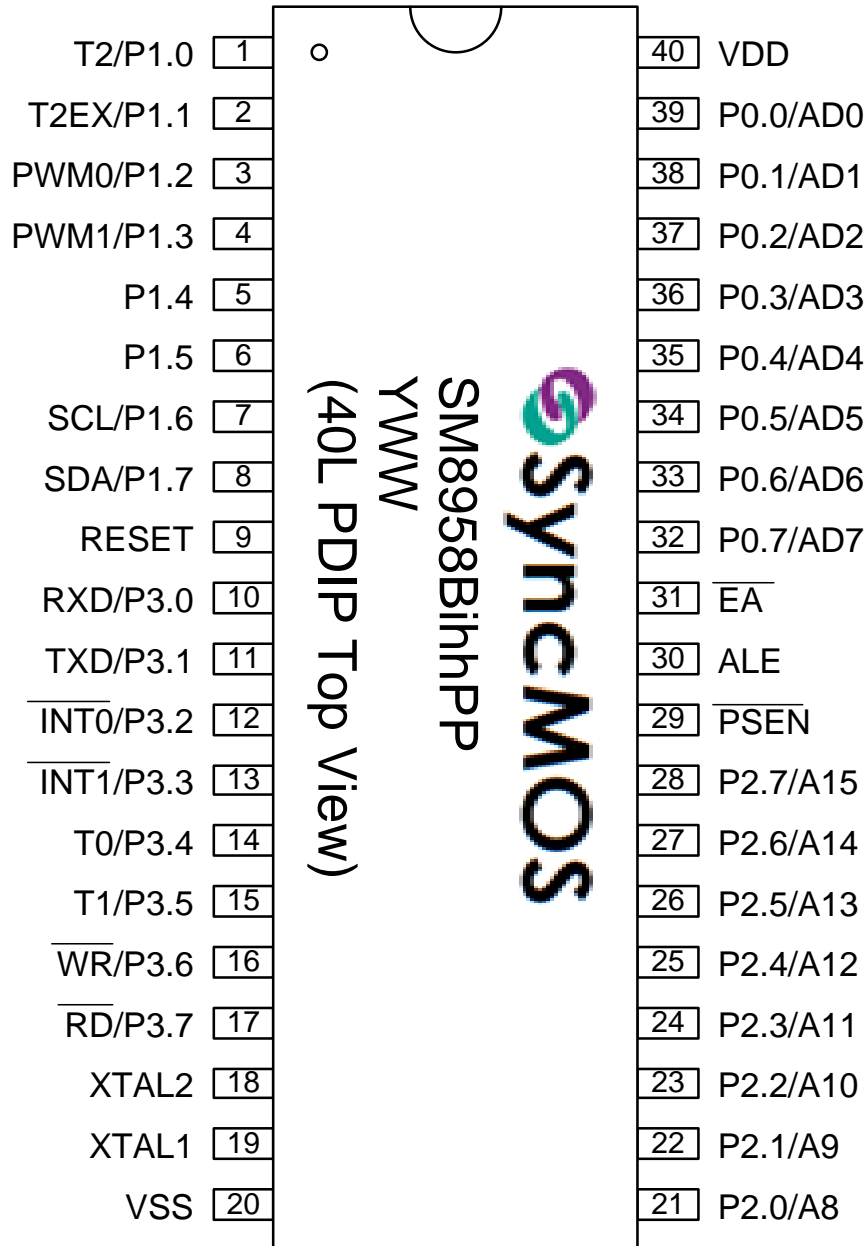 T2/P1.0 1
T2EX/P1.1 2
PWM0/P1.2 3
PWM1/P1.3 4
P1.4 5
P1.5 6
SCL/P1.6 7
SDA/P1.7 8
RESET 9
RXD/P3.0 10
TXD/P3.1 11
INT0/P3.2 12
INT1/P3.3 13
T0/P3.4 14
T1/P3.5 15
WR/P3.6 16
RD/P3.7 17
XTAL2 18
XTAL1 19
VSS 20
SyncMOS
SM8958BihhPP
YWW
(40L PDIP Top View)
40 VDD
39 P0.0/AD0
38 P0.1/AD1
37 P0.2/AD2
36 P0.3/AD3
35 P0.4/AD4
34 P0.5/AD5
33 P0.6/AD6
32 P0.7/AD7
31 EA
30 ALE
29 PSEN
28 P2.7/A15
27 P2.6/A14
26 P2.5/A13
25 P2.4/A12
24 P2.3/A11
23 P2.2/A10
22 P2.1/A9
21 P2.0/A8